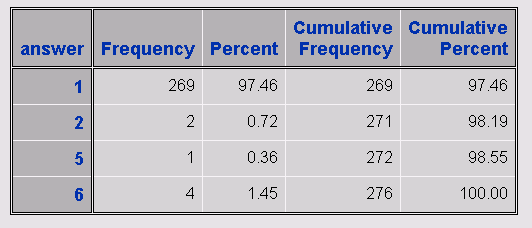 Cumulative Cumulative
answer Frequency Percent Frequency Percent
1 269 97.46 269 97.46
2 2 0.72 271 98.19
5 1 0.36 272 98.55
6 4 1.45 276 100.00